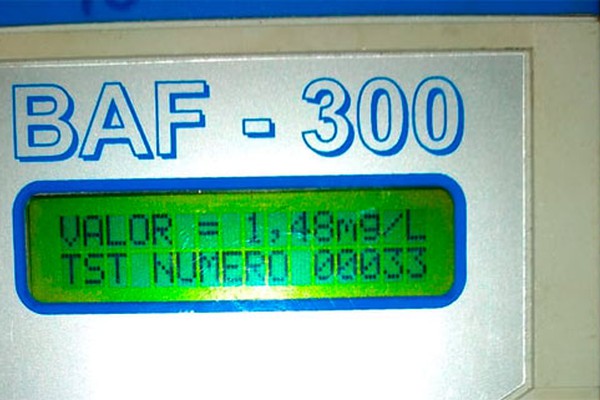 BAF - 300
VALOR = 1,48mg/L
TST NUMERO 00033